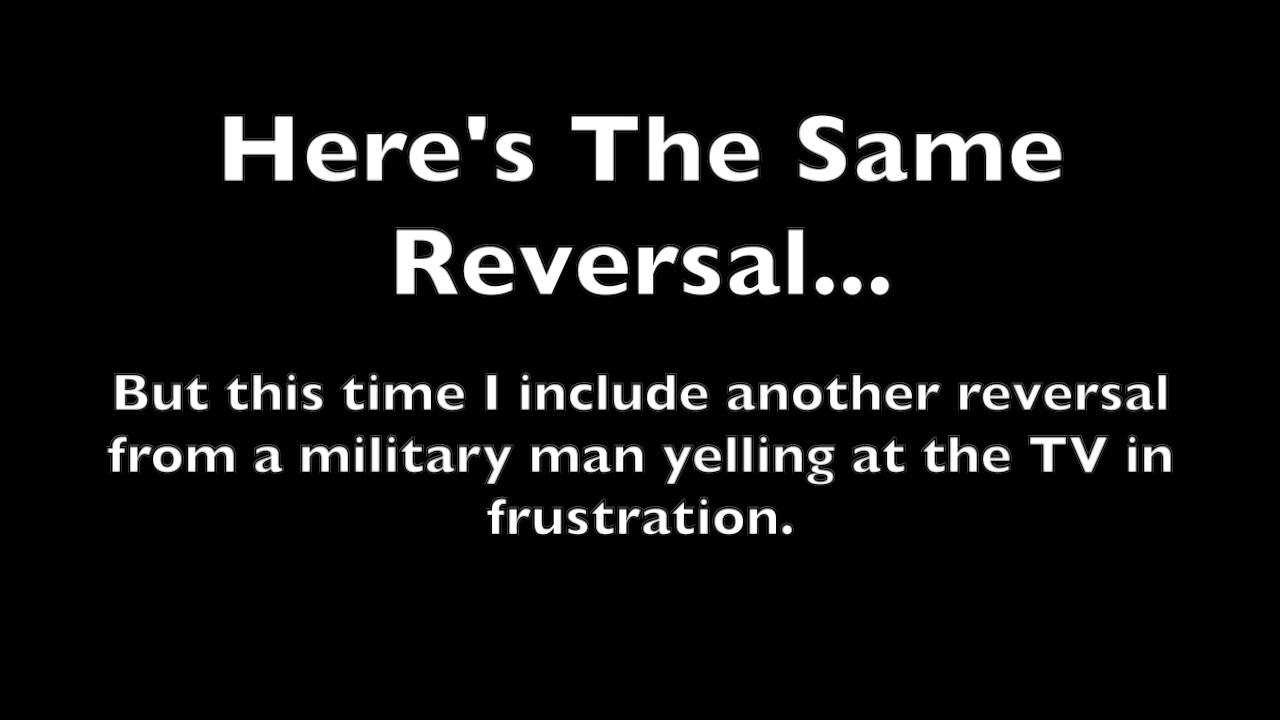 Here's The Same
Reversal...
But this time I include another reversal
from a military man yelling at the TV in
frustration.